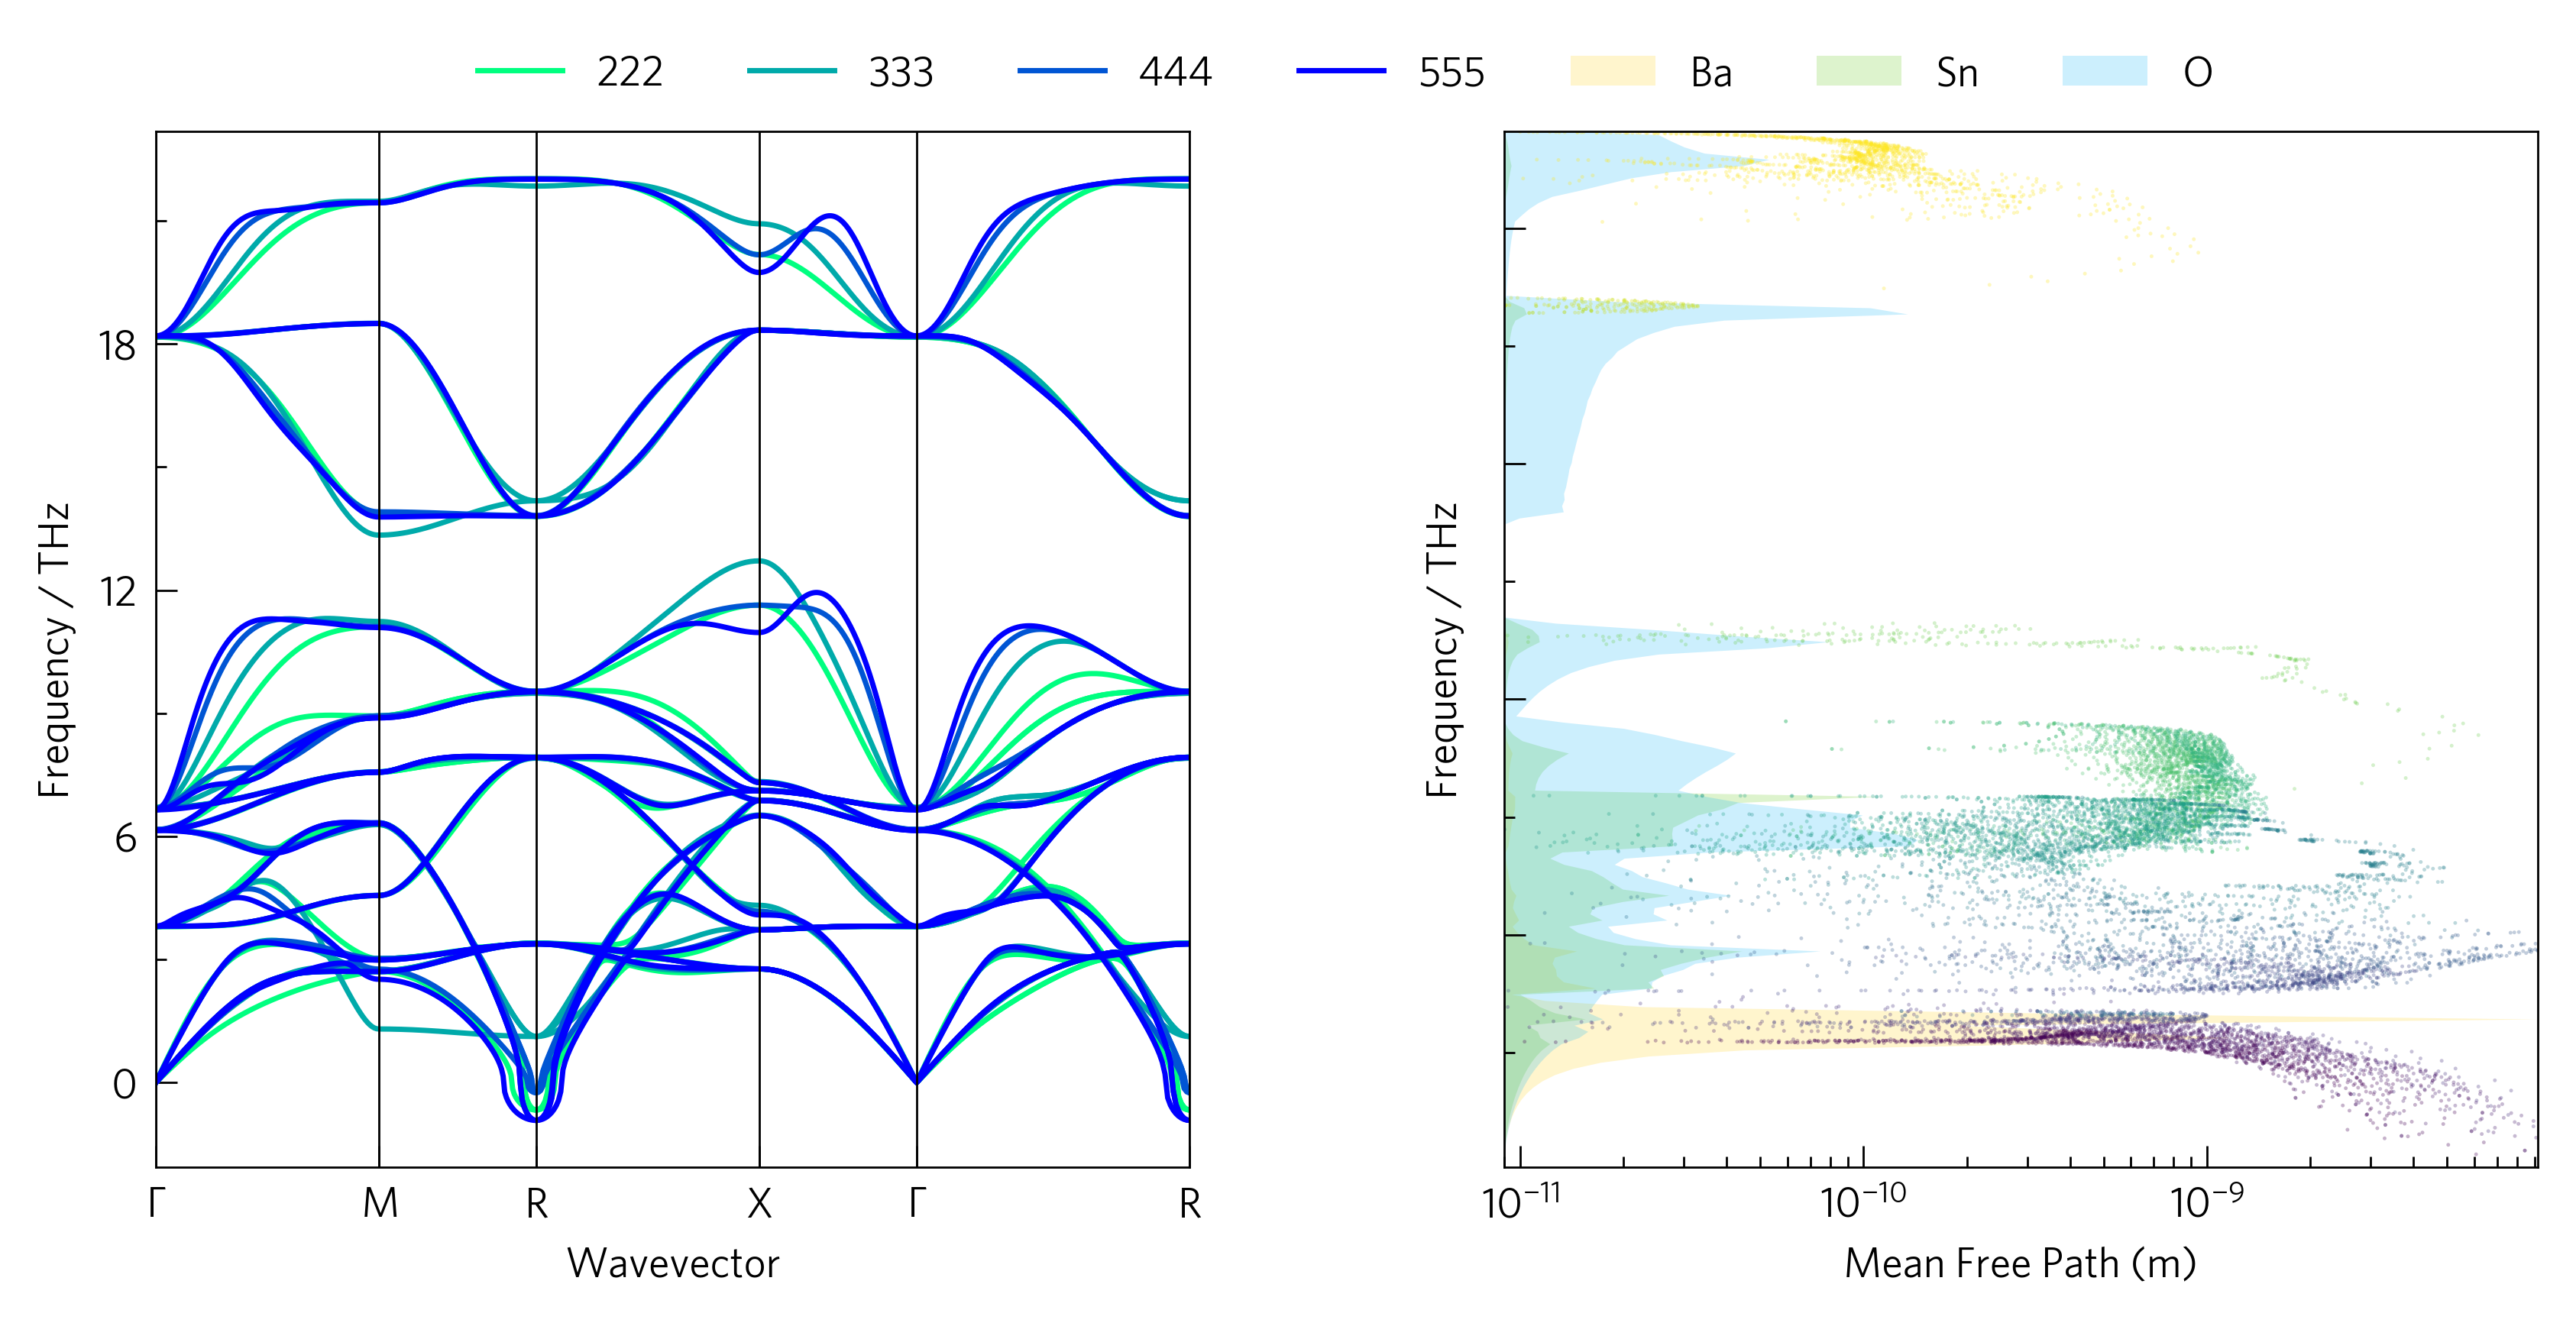 222 333 444 555 Ba Sn O
Frequency / THz
18
12
6
0
Γ M R X Γ R
Wavevector
Frequency / THz
10⁻¹¹ 10⁻¹⁰ 10⁻⁹
Mean Free Path (m)